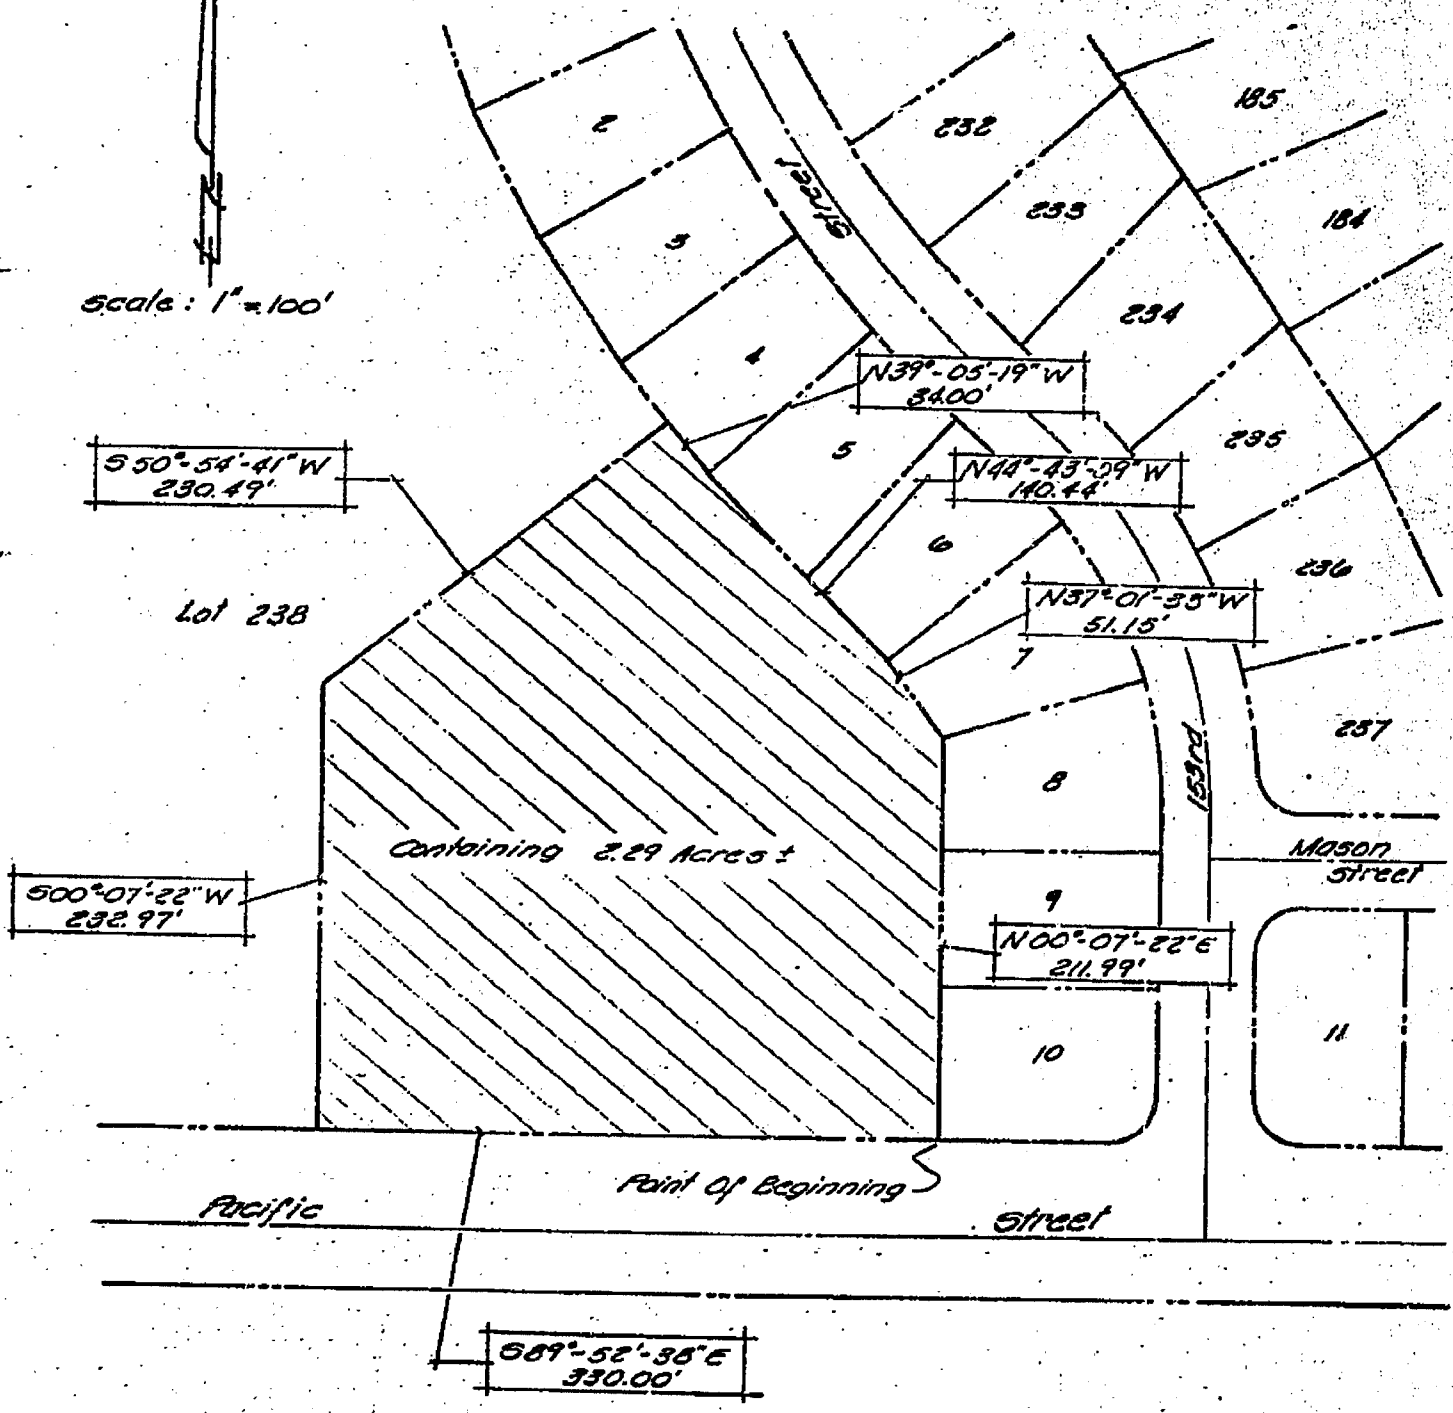 185
2
232
Street
233
3
184
N
Scale: 1"=100'
234
4
N39°-05'-19"W
34.00'
5
235
S50°-54'-41"W
230.49'
N44°-43'-09"W
140.44'
6
236
N37°-01'-33"W
51.15'
Lot 238
7
237
153rd
8
Containing 2.29 Acres ±
Mason
Street
S00°-07'-22"W
232.97'
9
N00°-07'-22"E
211.99'
10
11
Point Of Beginning
Pacific Street
S89°-52'-38"E
330.00'